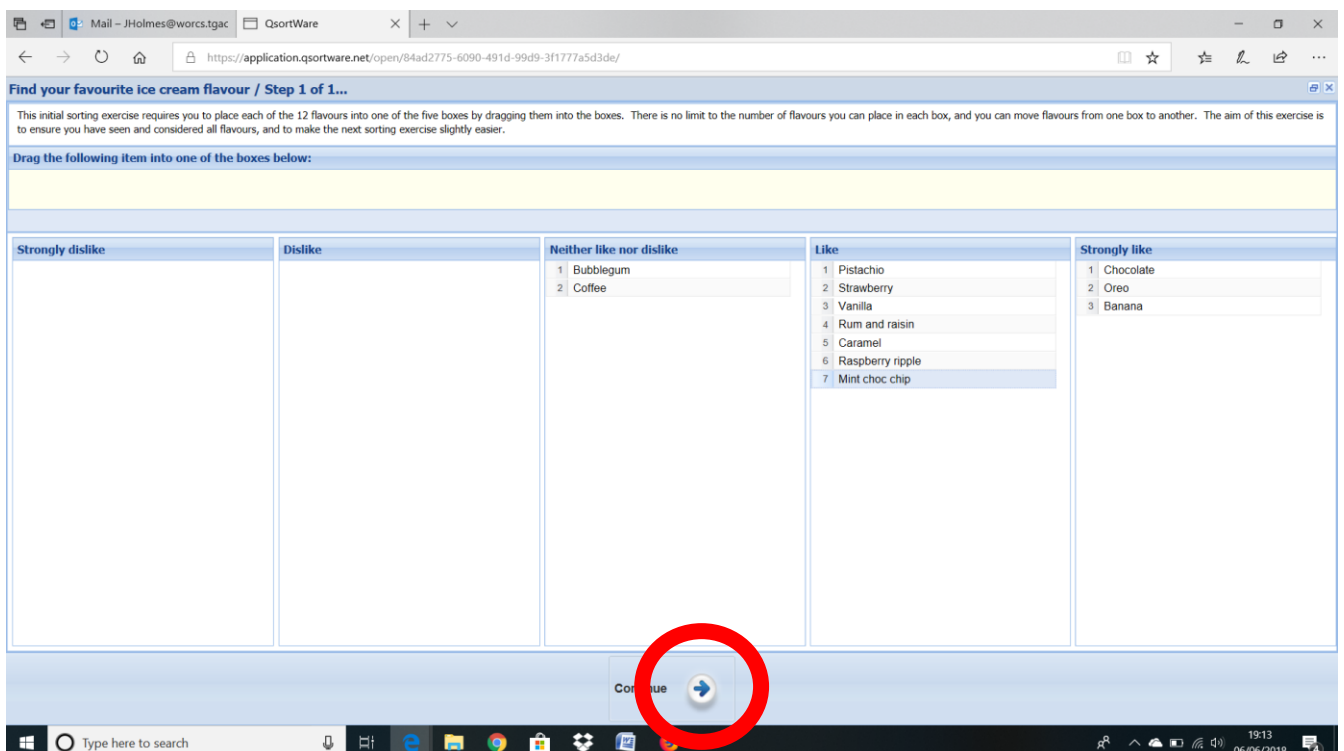 Mail – JHolmes@worcs.tgac
QsortWare
https://application.qsortware.net/open/84ad2775-6090-491d-99d9-3f1777a5d3de/
Find your favourite ice cream flavour / Step 1 of 1...
This initial sorting exercise requires you to place each of the 12 flavours into one of the five boxes by dragging them into the boxes. There is no limit to the number of flavours you can place in each box, and you can move flavours from one box to another. The aim of this exercise is
to ensure you have seen and considered all flavours, and to make the next sorting exercise slightly easier.
Drag the following item into one of the boxes below:
Strongly dislike
Dislike
Neither like nor dislike
1 Bubblegum
2 Coffee
Like
1 Pistachio
2 Strawberry
3 Vanilla
4 Rum and raisin
5 Caramel
6 Raspberry ripple
7 Mint choc chip
Strongly like
1 Chocolate
2 Oreo
3 Banana
Continue
Type here to search
19:13
06/06/2018